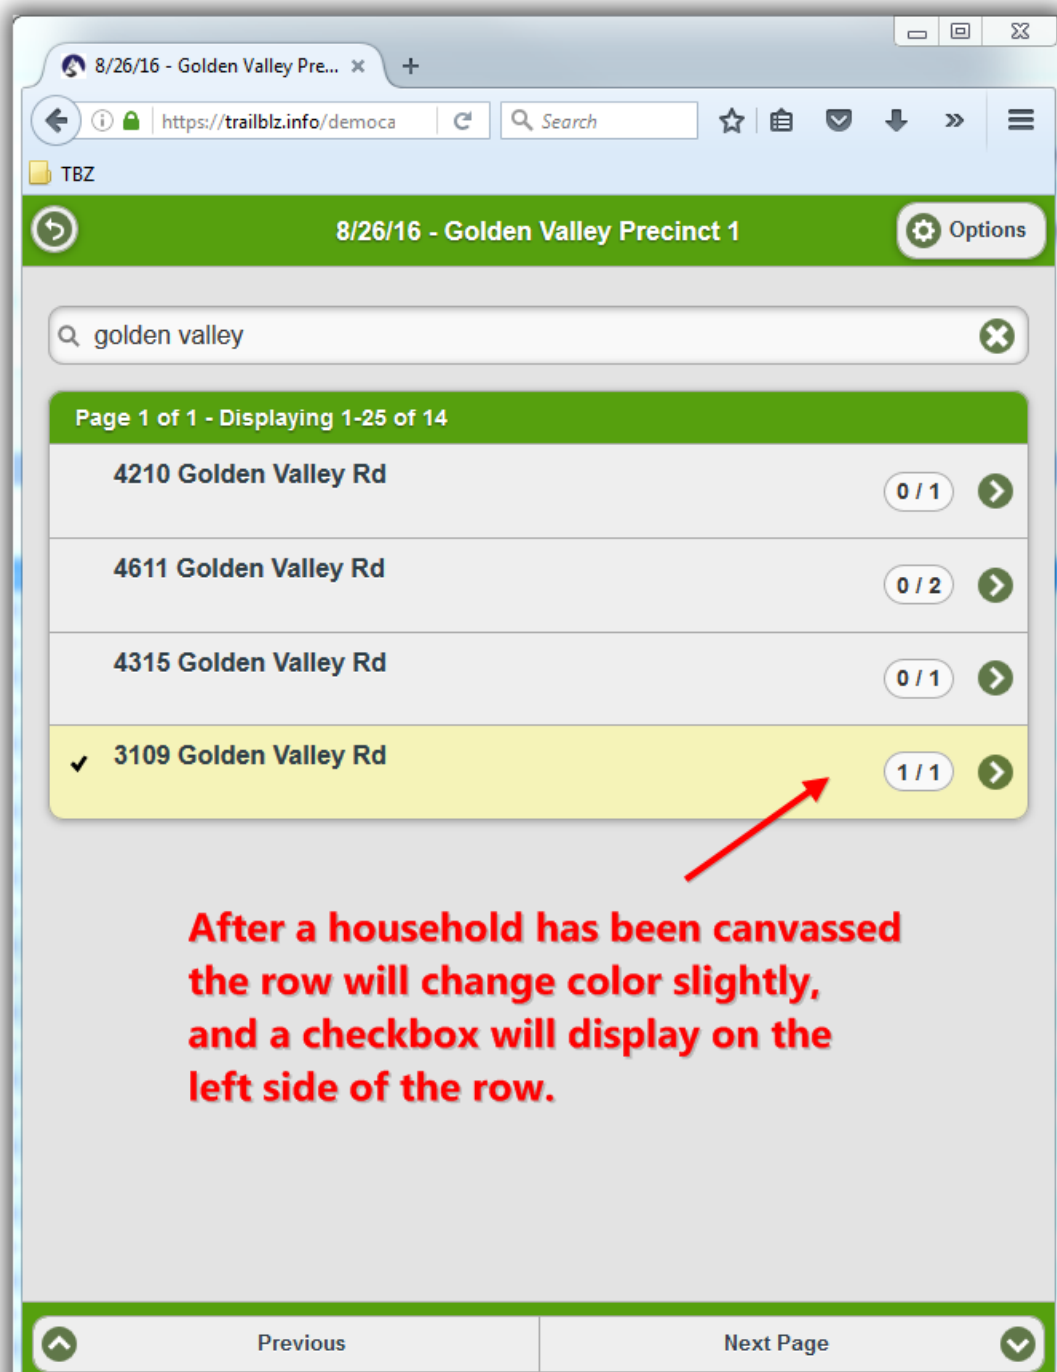 8/26/16 - Golden Valley Pre...
https://trailblz.info/democa
Search
TBZ
8/26/16 - Golden Valley Precinct 1
Options
golden valley
Page 1 of 1 - Displaying 1-25 of 14
4210 Golden Valley Rd
0 / 1
4611 Golden Valley Rd
0 / 2
4315 Golden Valley Rd
0 / 1
3109 Golden Valley Rd
1 / 1
After a household has been canvassed
the row will change color slightly,
and a checkbox will display on the
left side of the row.
Previous
Next Page